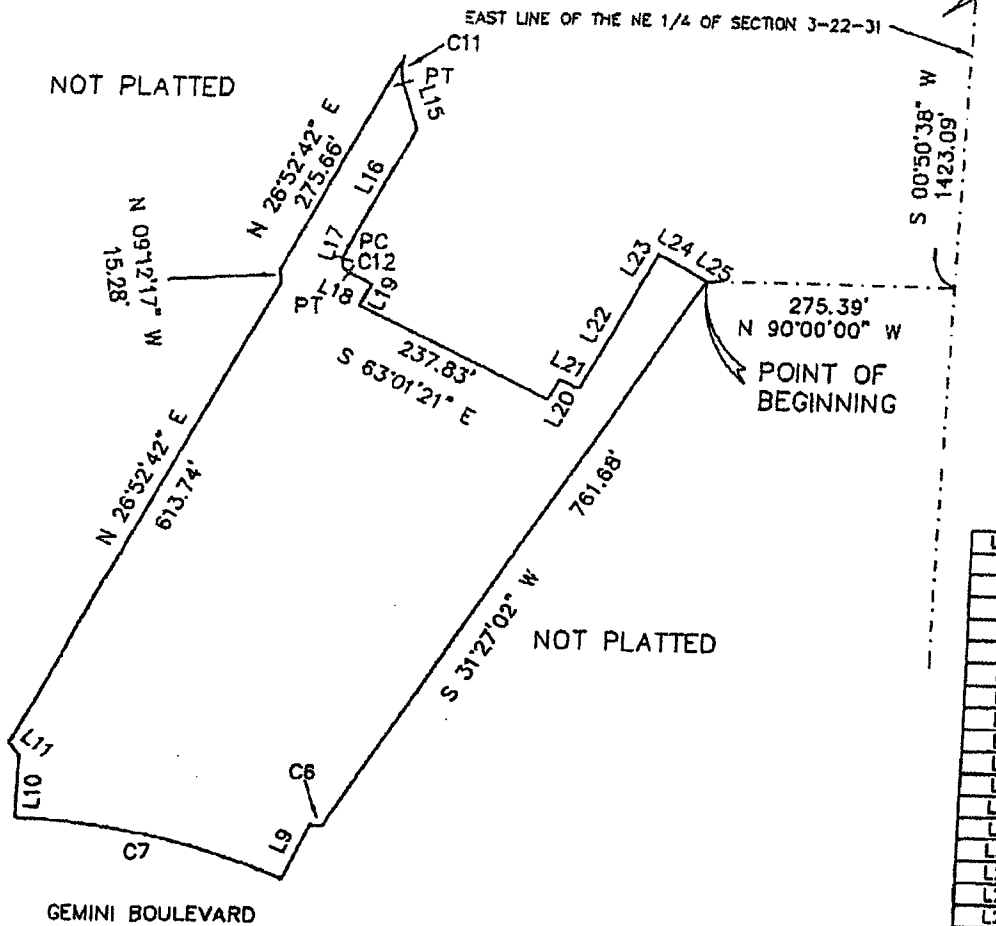 EAST LINE OF THE NE 1/4 OF SECTION 3-22-31
C11
PT
L15
NOT PLATTED
N 26°52'42" E
275.66'
L16
S 00°50'38" W
1423.09'
N 09°12'17" W
15.28'
L17
PC
C12
L18
PT
L19
L23
L24
L25
275.39'
N 90°00'00" W
L22
237.83'
S 63°01'21" E
L21
L20
POINT OF
BEGINNING
N 26°52'42" E
613.74'
761.68'
S 31°27'02" W
NOT PLATTED
L11
L10
C6
L9
C7
GEMINI BOULEVARD